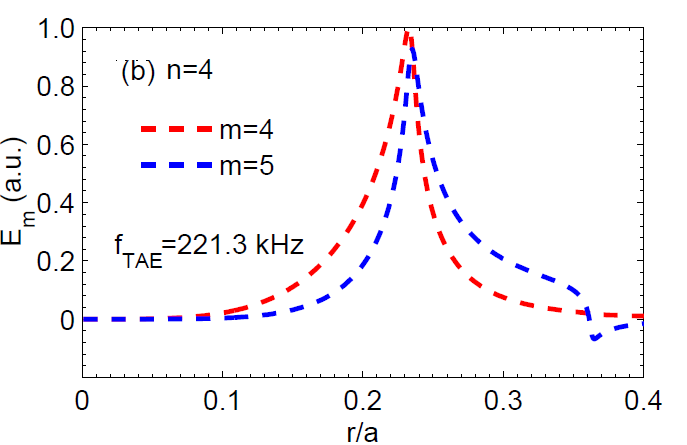 1.0
(b) n=4
0.8
m=4
0.6
m=5
0.4
E_m (a.u.)
0.2
f_TAE=221.3 kHz
0
0 0.1 0.2 0.3 0.4
r/a